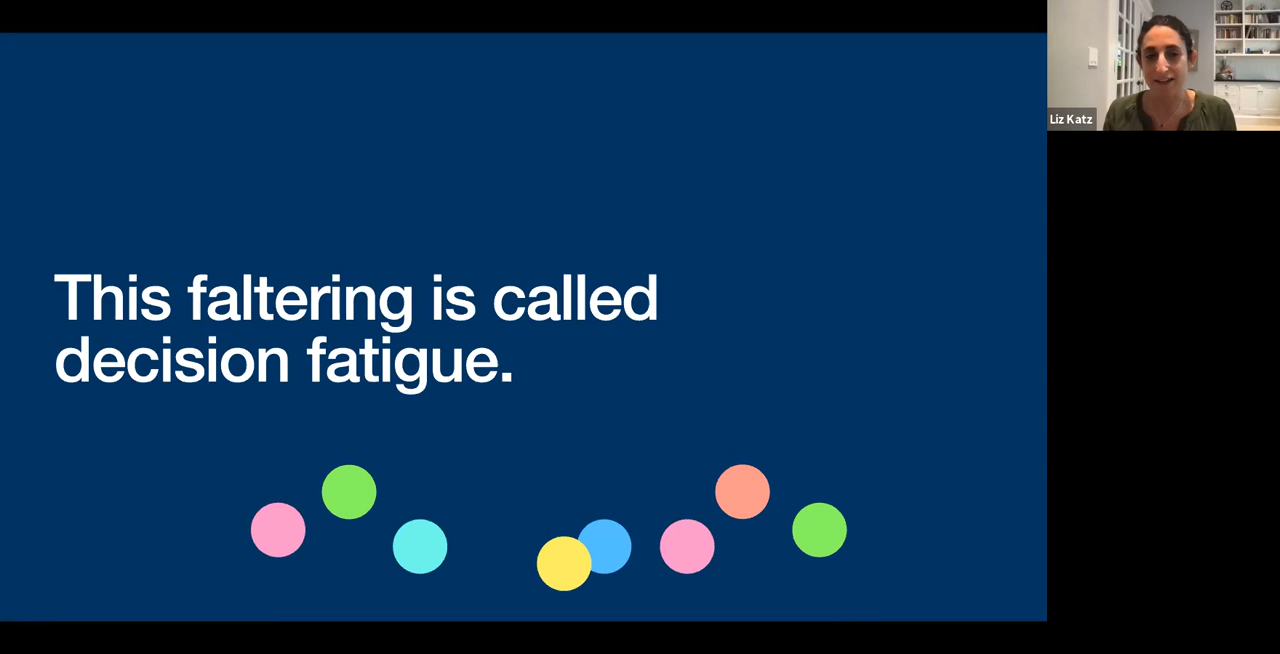 This faltering is called
decision fatigue.
Liz Katz